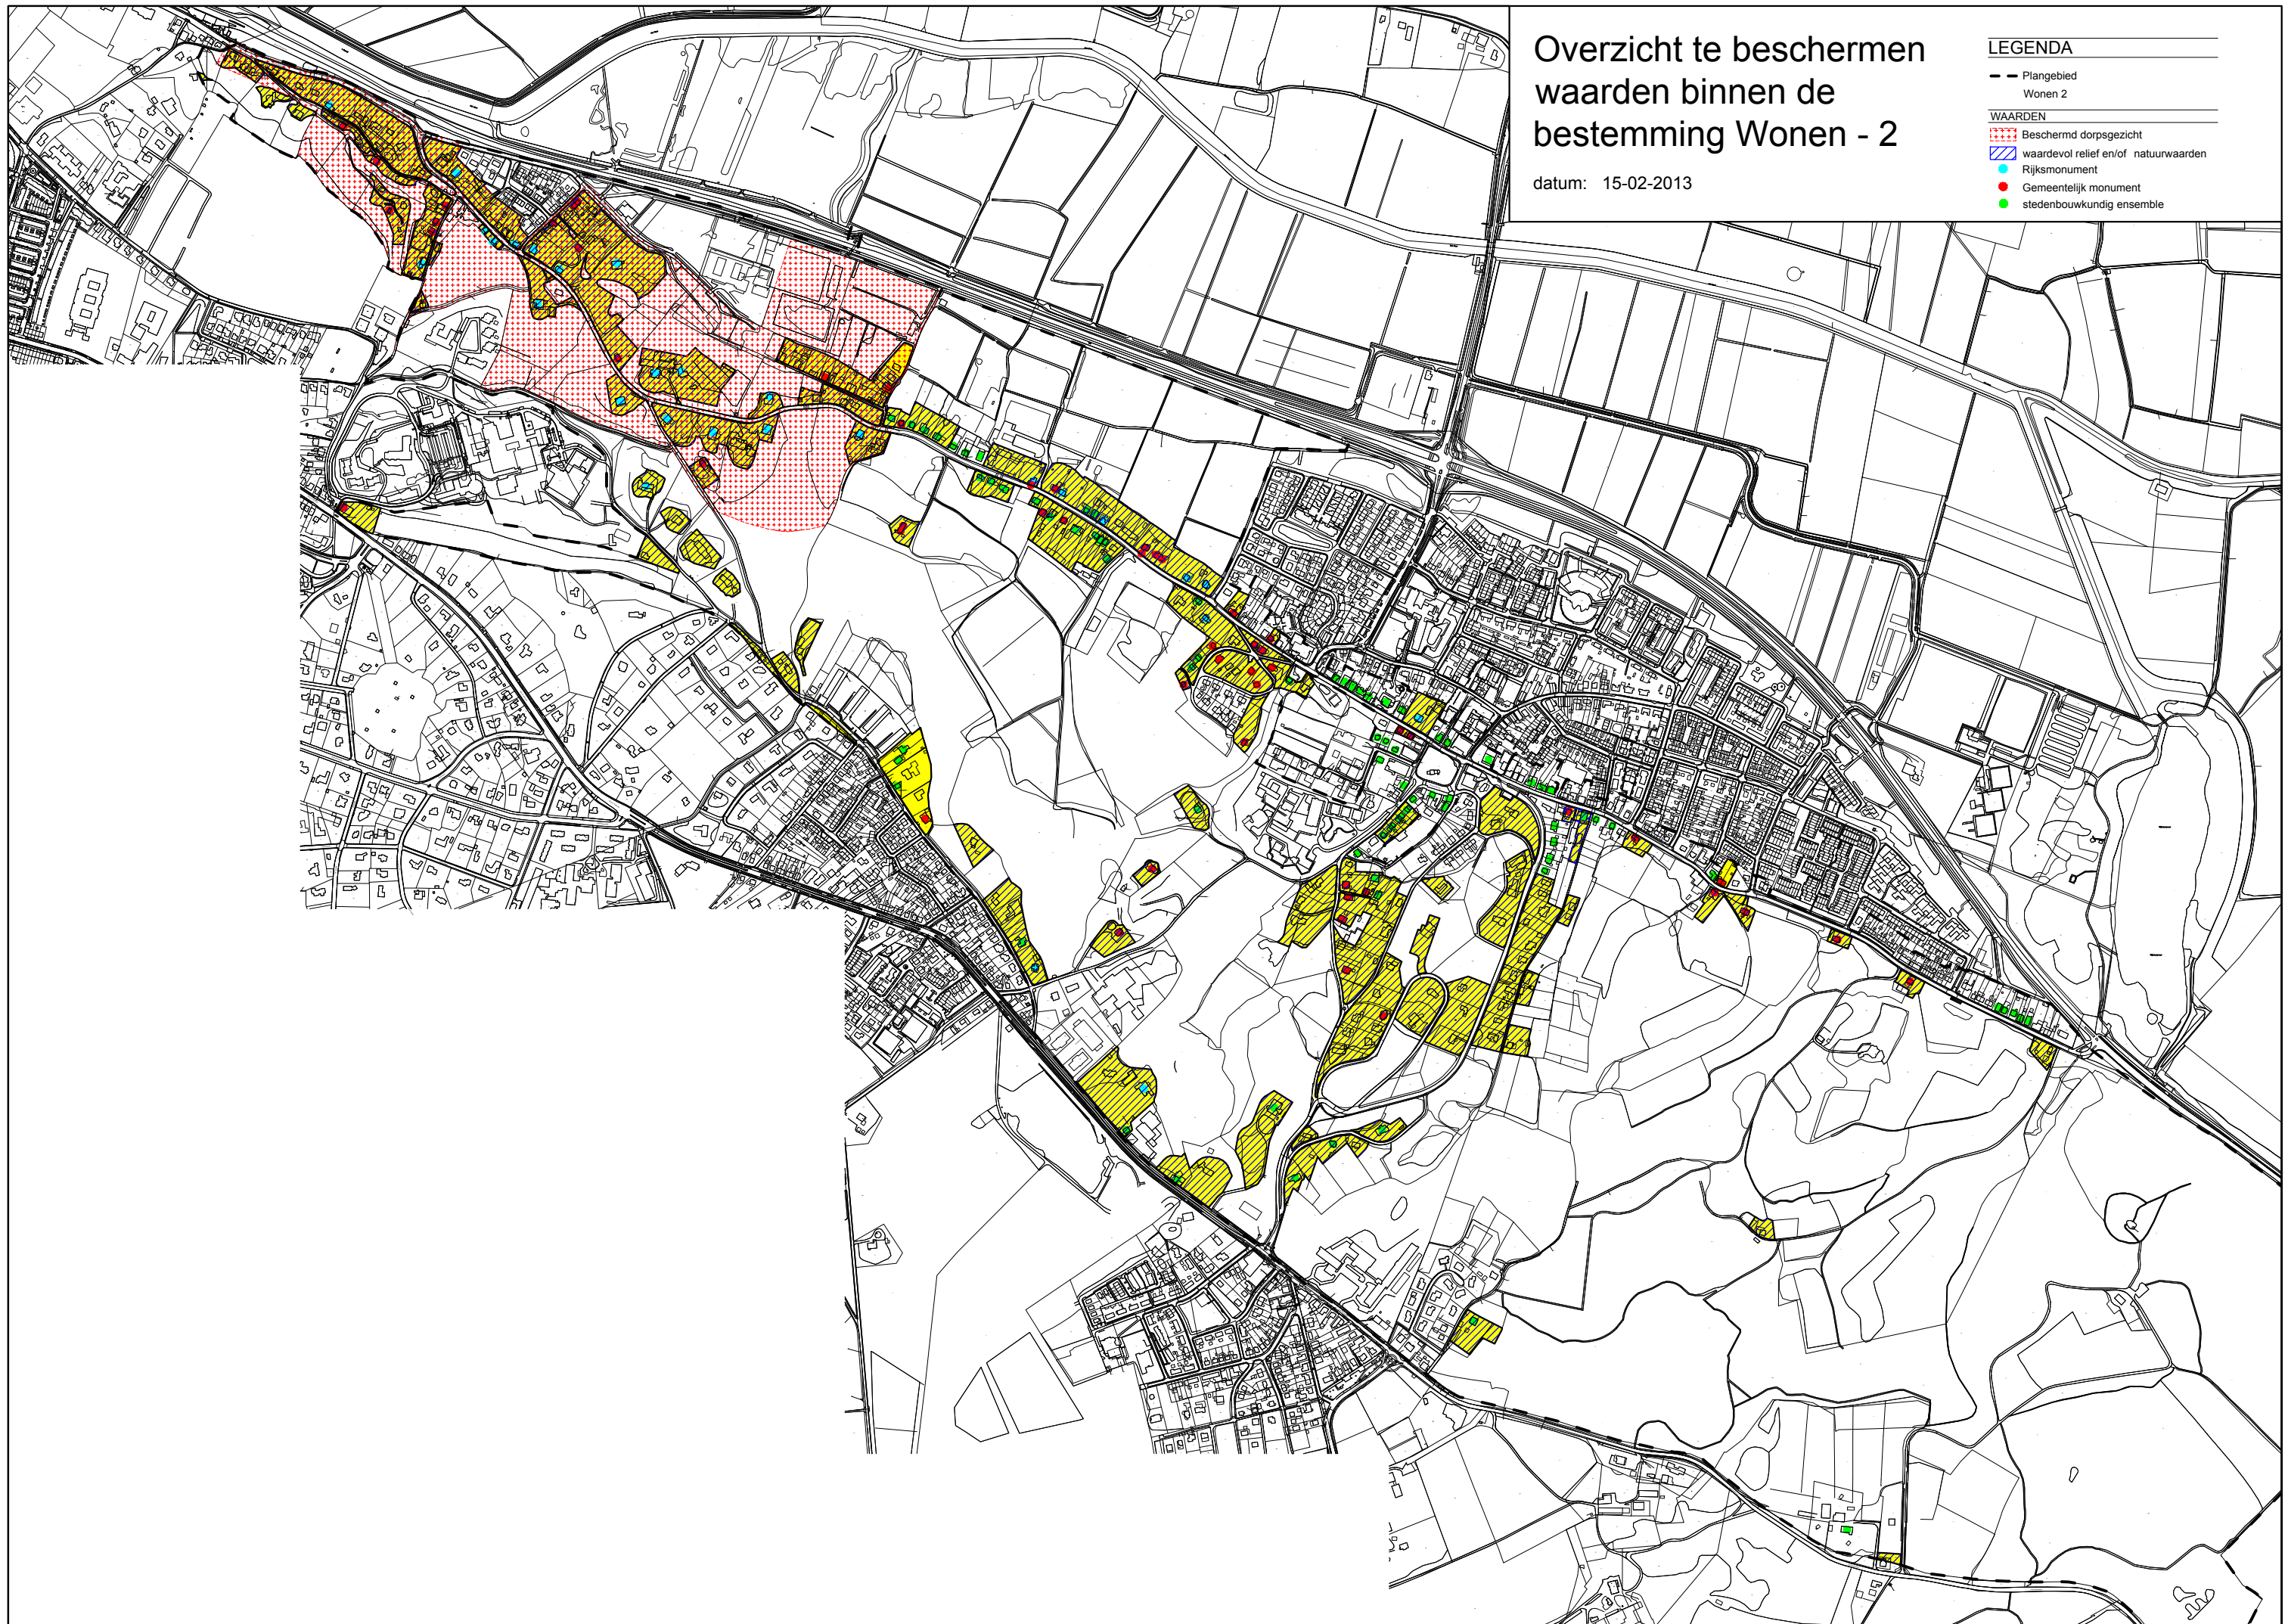 Overzicht te beschermen
waarden binnen de
bestemming Wonen - 2
datum: 15-02-2013
LEGENDA
Plangebied
Wonen 2
WAARDEN
Beschermd dorpsgezicht
waardevol relief en/of natuurwaarden
Rijksmonument
Gemeentelijk monument
stedenbouwkundig ensemble